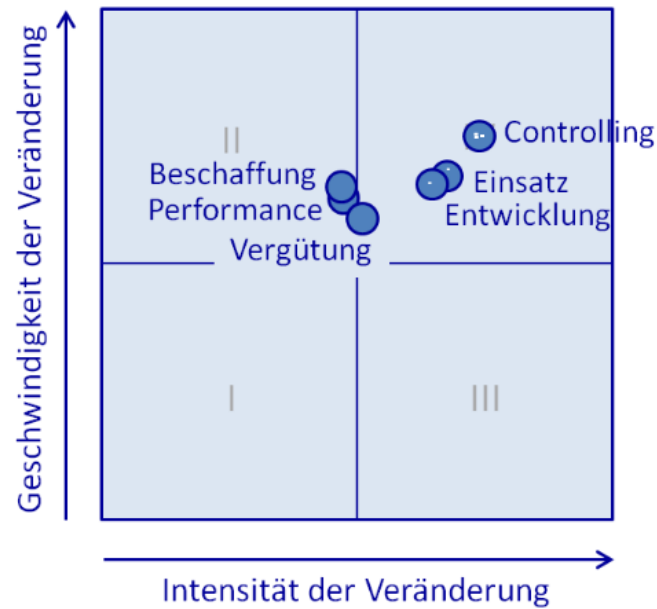 Geschwindigkeit der Veränderung
II
Controlling
Beschaffung
Einsatz
Performance
Entwicklung
Vergütung
I
III
Intensität der Veränderung